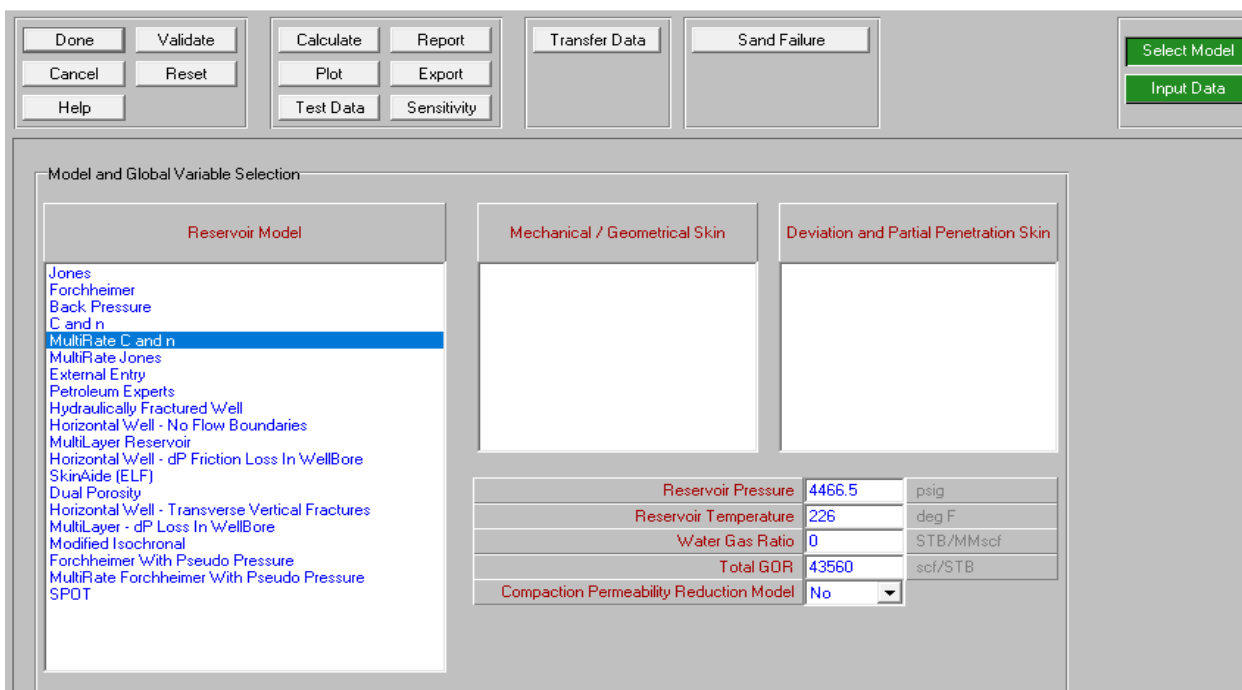 Done Validate Calculate Report Transfer Data Sand Failure Select Model
Cancel Reset Plot Export Input Data
Help Test Data Sensitivity
Model and Global Variable Selection
Reservoir Model
Mechanical / Geometrical Skin
Deviation and Partial Penetration Skin
Jones
Forchheimer
Back Pressure
C and n
MultiRate C and n
MultiRate Jones
External Entry
Petroleum Experts
Hydraulically Fractured Well
Horizontal Well - No Flow Boundaries
MultiLayer Reservoir
Horizontal Well - dP Friction Loss In WellBore
SkinAide (ELF)
Dual Porosity
Horizontal Well - Transverse Vertical Fractures
MultiLayer - dP Loss In WellBore
Modified Isochronal
Forchheimer With Pseudo Pressure
MultiRate Forchheimer With Pseudo Pressure
SPOT
Reservoir Pressure 4466.5 psig
Reservoir Temperature 226 deg F
Water Gas Ratio 0 STB/MMscf
Total GOR 43560 scf/STB
Compaction Permeability Reduction Model No